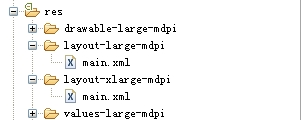 res
drawable-large-mdpi
layout-large-mdpi
main.xml
layout-xlarge-mdpi
main.xml
values-large-mdpi